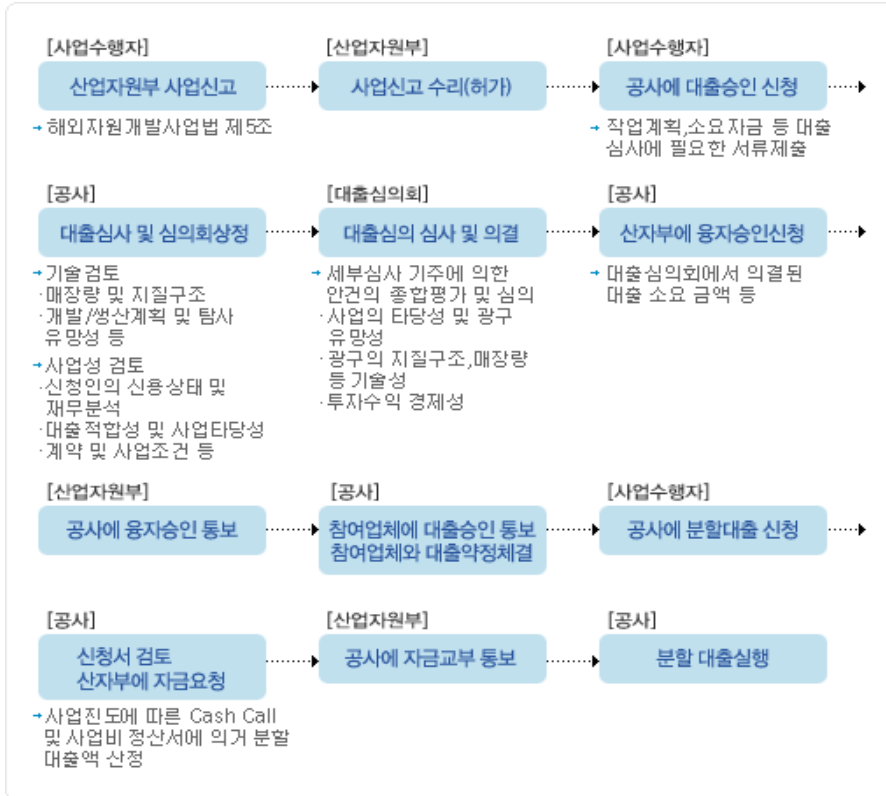 [사업수행자]
산업자원부 사업신고
→ 해외자원개발사업법 제5조
[산업자원부]
사업신고 수리(허가)
[사업수행자]
공사에 대출승인 신청
→ 작업계획,소요자금 등 대출
심사에 필요한 서류제출
[공사]
대출심사 및 심의회상정
→ 기술검토
·매장량 및 지질구조
·개발/생산계획 및 탐사
유망성 등
→ 사업성 검토
·신청인의 신용상태 및
재무분석
·대출적합성 및 사업타당성
·계약 및 사업조건 등
[대출심의회]
대출심의 심사 및 의결
→ 세부심사 기주에 의한
안건의 종합평가 및 심의
·사업의 타당성 및 광구
유망성
·광구의 지질구조,매장량
등 기술성
·투자수익 경제성
[공사]
산자부에 융자승인신청
→ 대출심의회에서 의결된
대출 소요 금액 등
[산업자원부]
공사에 융자승인 통보
[공사]
참여업체에 대출승인 통보
참여업체와 대출약정체결
[사업수행자]
공사에 분할대출 신청
[공사]
신청서 검토
산자부에 자금요청
→ 사업진도에 따른 Cash Call
및 사업비 정산서에 의거 분할
대출액 산정
[산업자원부]
공사에 자금교부 통보
[공사]
분할 대출실행